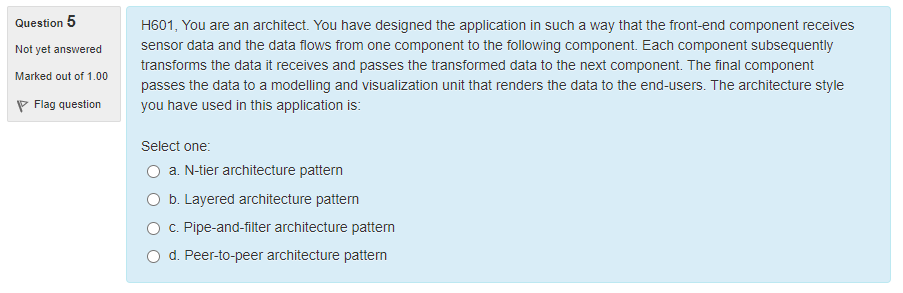 Question 5
Not yet answered
Marked out of 1.00
Flag question
H601, You are an architect. You have designed the application in such a way that the front-end component receives
sensor data and the data flows from one component to the following component. Each component subsequently
transforms the data it receives and passes the transformed data to the next component. The final component
passes the data to a modelling and visualization unit that renders the data to the end-users. The architecture style
you have used in this application is:
Select one:
a. N-tier architecture pattern
b. Layered architecture pattern
c. Pipe-and-filter architecture pattern
d. Peer-to-peer architecture pattern